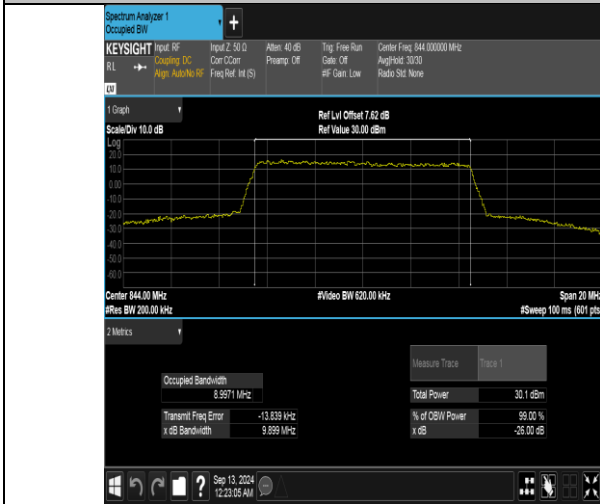 Spectrum Analyzer 1
Occupied BW
+
KEYSIGHT Input: RF Input Z: 50 Ω Atten: 40 dB Trig: Free Run Center Freq: 844.000000 MHz
RL Coupling: DC Corr CCorr Preamp: Off Gate: Off Avg|Hold: 30/30
Align: Auto/No RF Freq Ref: Int (S) #IF Gain: Low Radio Std: None
LXI
1 Graph Ref Lvl Offset 7.62 dB
Scale/Div 10.0 dB Ref Value 30.00 dBm
Log
20.0
10.0
0.00
-10.0
-20.0
-30.0
-40.0
-50.0
-60.0
Center 844.00 MHz #Video BW 620.00 kHz Span 20 MHz
#Res BW 200.00 kHz #Sweep 100 ms (601 pts
2 Metrics
Measure Trace Trace 1
Occupied Bandwidth
8.9971 MHz Total Power 30.1 dBm
Transmit Freq Error -13.839 kHz % of OBW Power 99.00 %
x dB Bandwidth 9.899 MHz x dB -26.00 dB
? Sep 13, 2024
12:23:05 AM